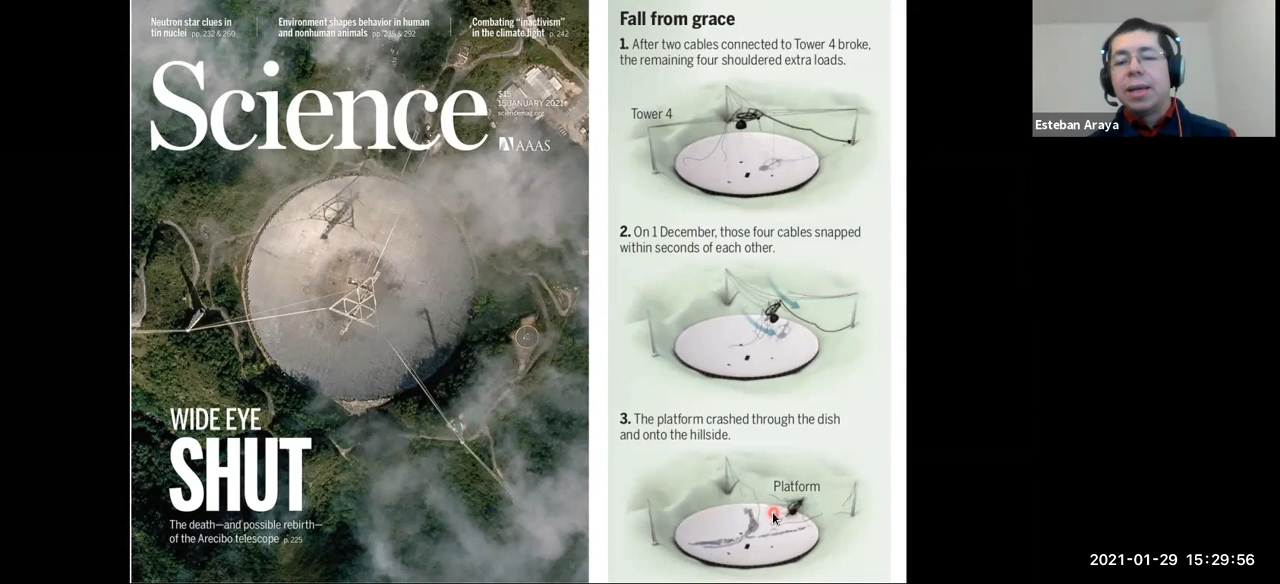 Neutron star clues in
tin nuclei pp. 232 & 260
Environment shapes behavior in human
and nonhuman animals pp. 235 & 292
Combating "inactivism"
in the climate fight p. 242
Science
$15
15 JANUARY 2021
sciencemag.org
AAAS
WIDE EYE
SHUT
The death—and possible rebirth—
of the Arecibo telescope p. 225
Fall from grace
1. After two cables connected to Tower 4 broke,
the remaining four shouldered extra loads.
Tower 4
2. On 1 December, those four cables snapped
within seconds of each other.
3. The platform crashed through the dish
and onto the hillside.
Platform
Esteban Araya
2021-01-29 15:29:56